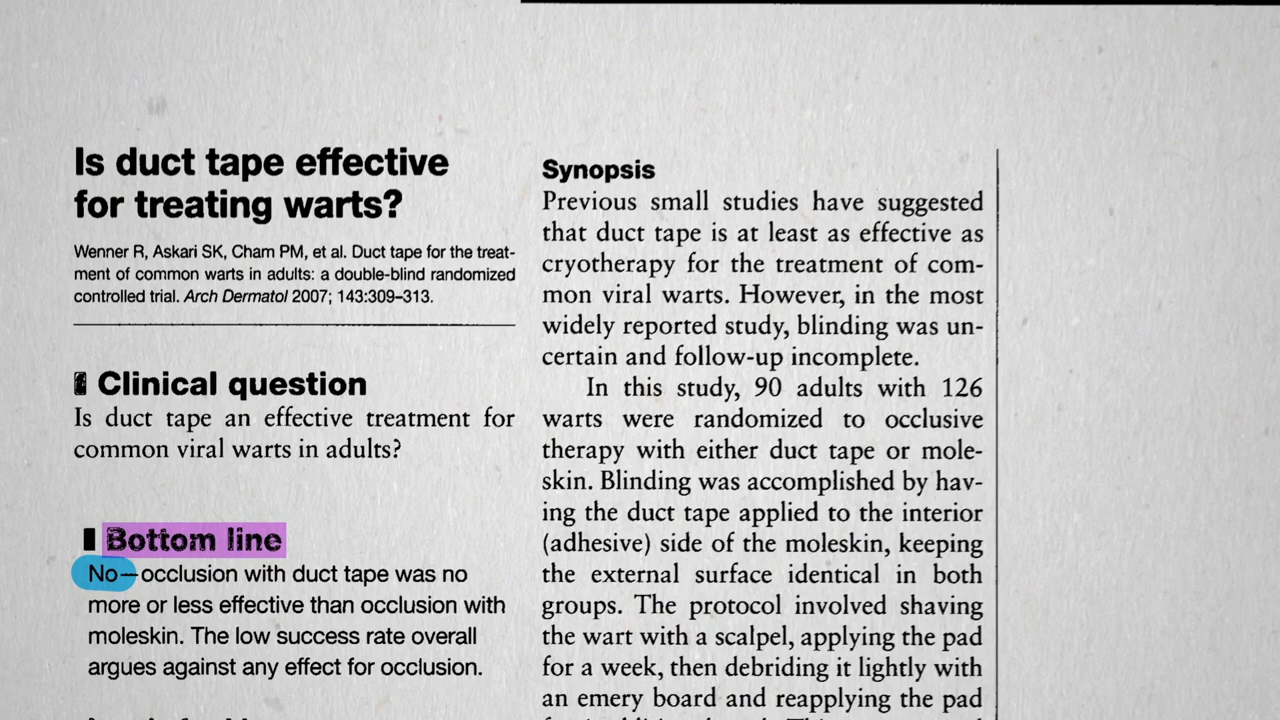 Is duct tape effective
for treating warts?
Wenner R, Askari SK, Cham PM, et al. Duct tape for the treat-
ment of common warts in adults: a double-blind randomized
controlled trial. Arch Dermatol 2007; 143:309–313.
Clinical question
Is duct tape an effective treatment for
common viral warts in adults?
Bottom line
No—occlusion with duct tape was no
more or less effective than occlusion with
moleskin. The low success rate overall
argues against any effect for occlusion.
Synopsis
Previous small studies have suggested
that duct tape is at least as effective as
cryotherapy for the treatment of com-
mon viral warts. However, in the most
widely reported study, blinding was un-
certain and follow-up incomplete.
In this study, 90 adults with 126
warts were randomized to occlusive
therapy with either duct tape or mole-
skin. Blinding was accomplished by hav-
ing the duct tape applied to the interior
(adhesive) side of the moleskin, keeping
the external surface identical in both
groups. The protocol involved shaving
the wart with a scalpel, applying the pad
for a week, then debriding it lightly with
an emery board and reapplying the pad